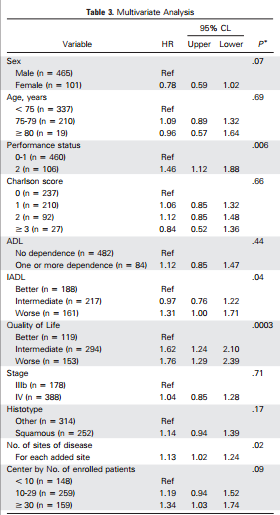 Table 3. Multivariate Analysis
95% CL
Variable HR Upper Lower P*
Sex .07
Male (n = 465) Ref
Female (n = 101) 0.78 0.59 1.02
Age, years .69
< 75 (n = 337) Ref
75-79 (n = 210) 1.09 0.89 1.32
≥ 80 (n = 19) 0.96 0.57 1.64
Performance status .006
0-1 (n = 460) Ref
2 (n = 106) 1.46 1.12 1.88
Charlson score .66
0 (n = 237) Ref
1 (n = 210) 1.06 0.85 1.32
2 (n = 92) 1.12 0.85 1.48
≥ 3 (n = 27) 0.84 0.52 1.36
ADL .44
No dependence (n = 482) Ref
One or more dependence (n = 84) 1.12 0.85 1.47
IADL .04
Better (n = 188) Ref
Intermediate (n = 217) 0.97 0.76 1.22
Worse (n = 161) 1.31 1.00 1.71
Quality of Life .0003
Better (n = 119) Ref
Intermediate (n = 294) 1.62 1.24 2.10
Worse (n = 153) 1.76 1.29 2.39
Stage .71
IIIb (n = 178) Ref
IV (n = 388) 1.04 0.85 1.28
Histotype .17
Other (n = 314) Ref
Squamous (n = 252) 1.14 0.94 1.39
No. of sites of disease .02
For each added site 1.13 1.02 1.24
Center by No. of enrolled patients .09
< 10 (n = 148) Ref
10-29 (n = 259) 1.19 0.94 1.52
≥ 30 (n = 159) 1.34 1.03 1.74